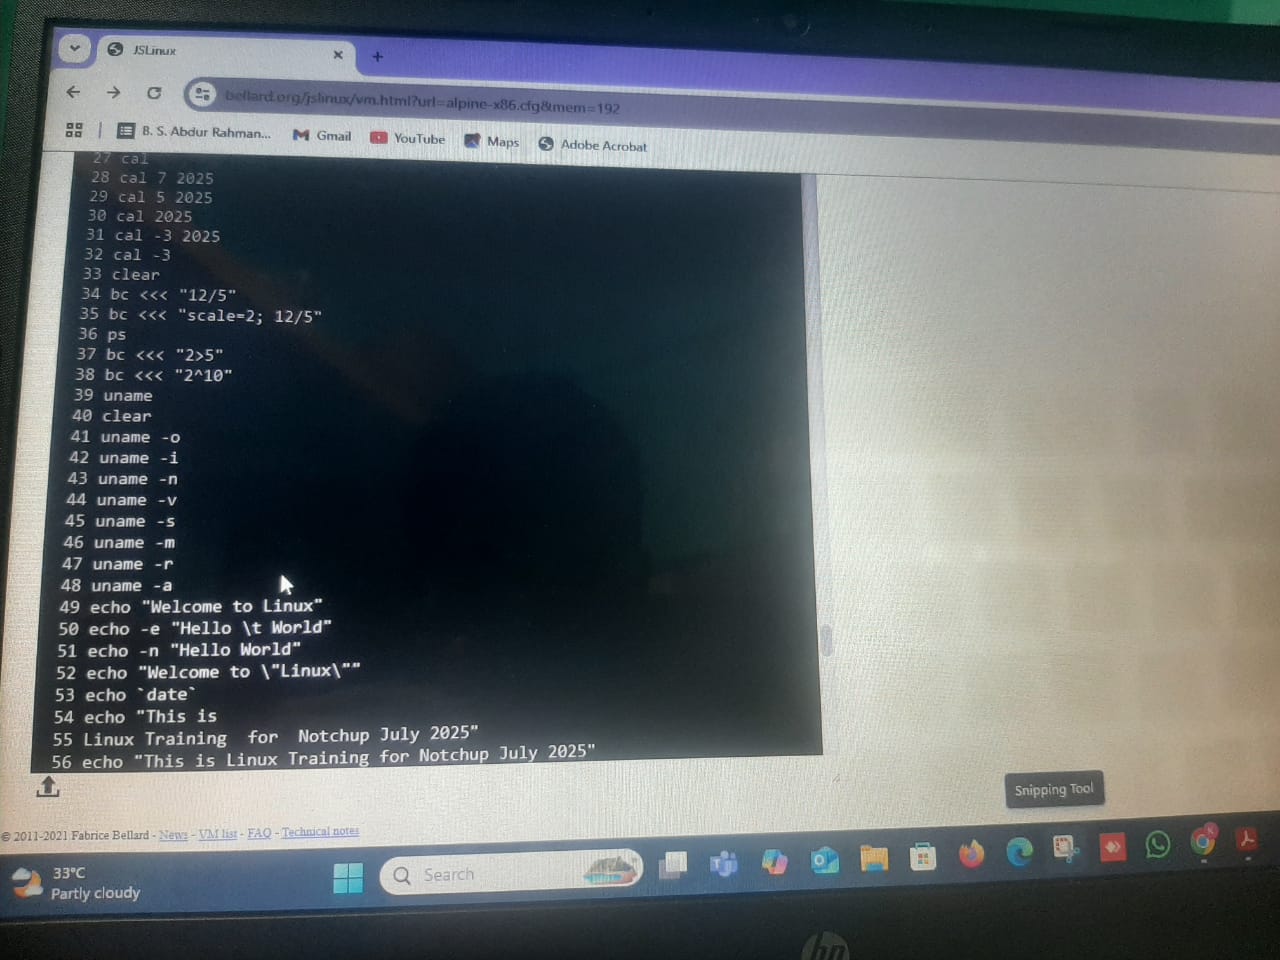 JSLinux
bellard.org/jslinux/vm.html?url=alpine-x86.cfg&mem=192
B. S. Abdur Rahman... Gmail YouTube Maps Adobe Acrobat
27 cal
28 cal 7 2025
29 cal 5 2025
30 cal 2025
31 cal -3 2025
32 cal -3
33 clear
34 bc <<< "12/5"
35 bc <<< "scale=2; 12/5"
36 ps
37 bc <<< "2>5"
38 bc <<< "2^10"
39 uname
40 clear
41 uname -o
42 uname -i
43 uname -n
44 uname -v
45 uname -s
46 uname -m
47 uname -r
48 uname -a
49 echo "Welcome to Linux"
50 echo -e "Hello \t World"
51 echo -n "Hello World"
52 echo "Welcome to \"Linux\""
53 echo `date`
54 echo "This is
55 Linux Training  for  Notchup July 2025"
56 echo "This is Linux Training for Notchup July 2025"
Snipping Tool
© 2011-2021 Fabrice Bellard - News - VM list - FAQ - Technical notes
33°C
Partly cloudy
Search
hp